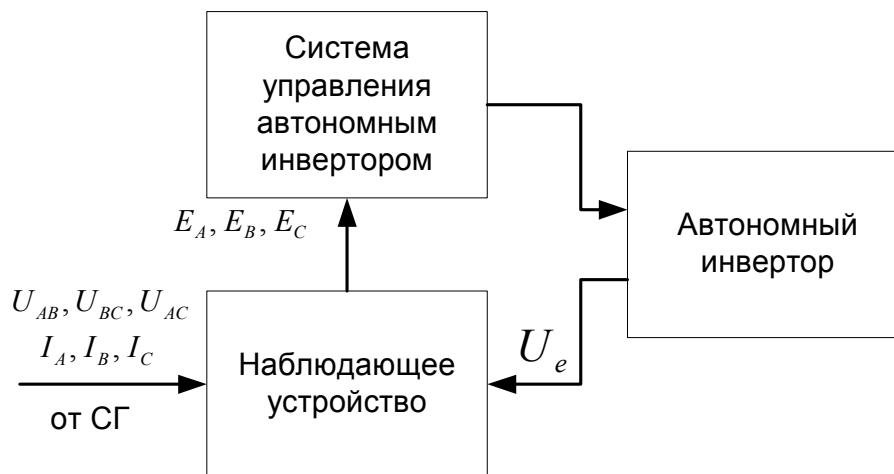 Система
управления
автономным
инвертором
E_A, E_B, E_C
Автономный
инвертор
U_AB, U_BC, U_AC
I_A, I_B, I_C
от СГ
Наблюдающее
устройство
U_e